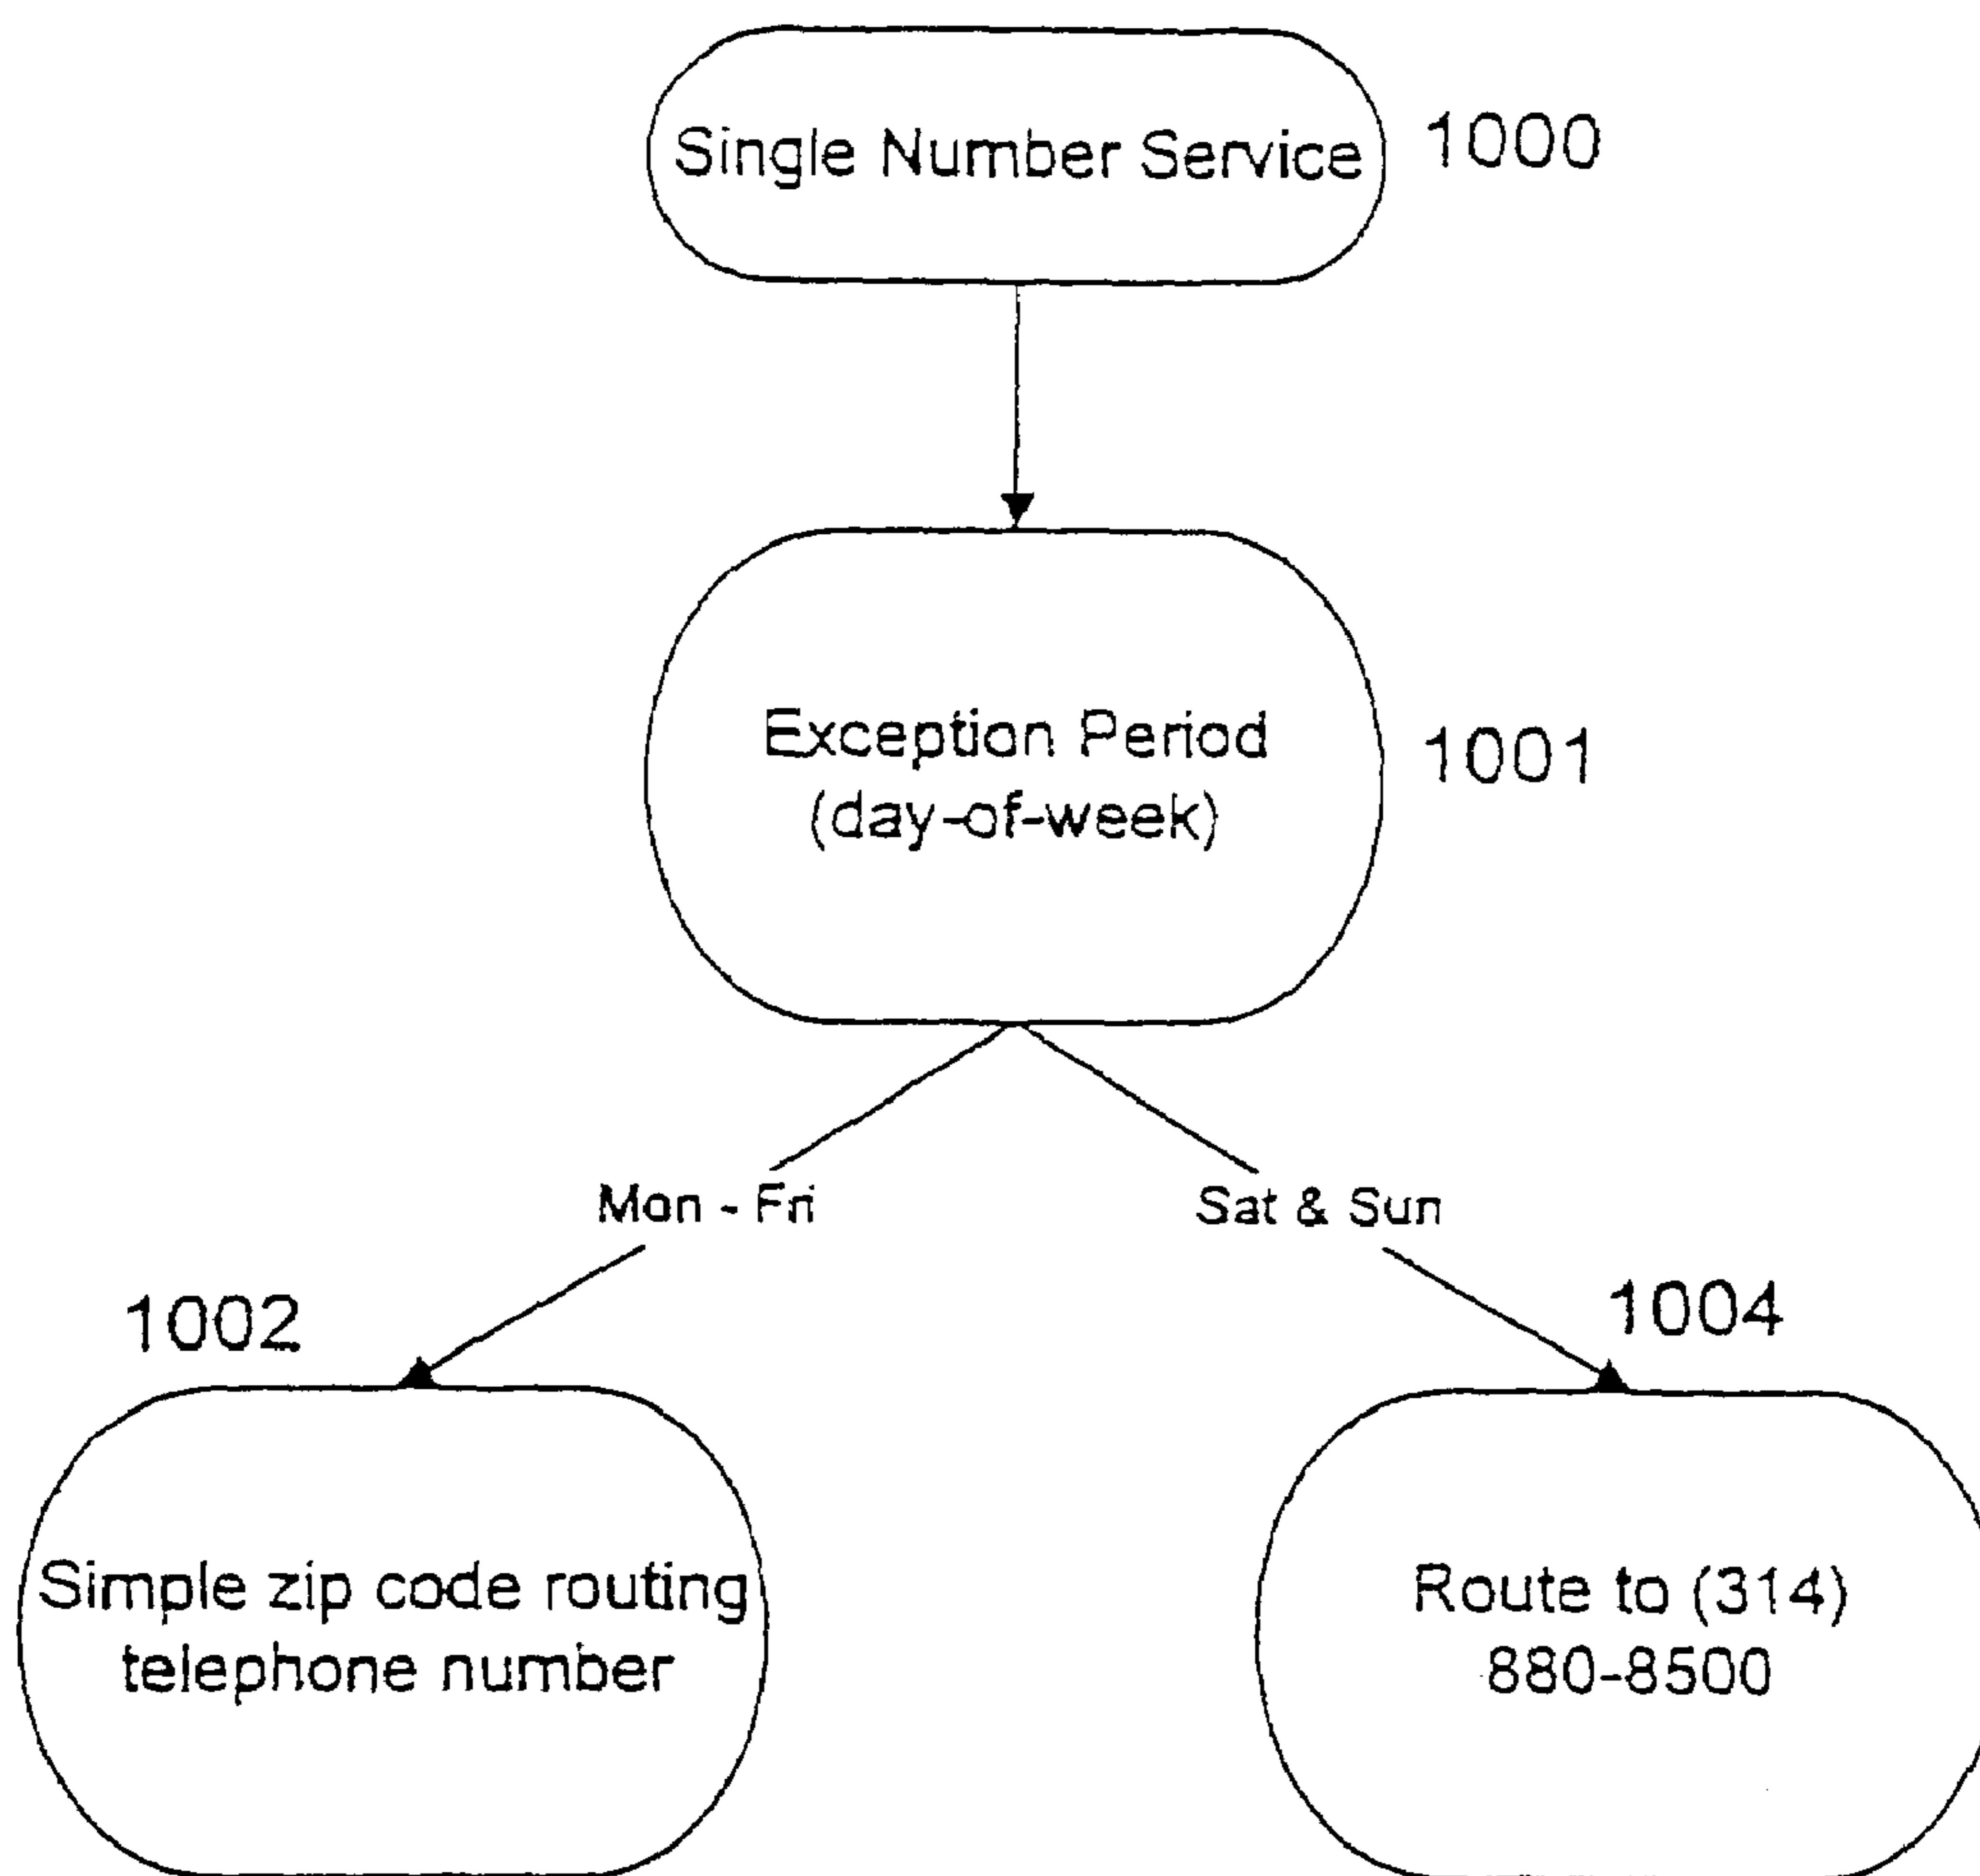 Single Number Service
1000
Exception Period
(day-of-week)
1001
Mon - Fri
Sat & Sun
1002
1004
Simple zip code routing
telephone number
Route to (314)
880-8500